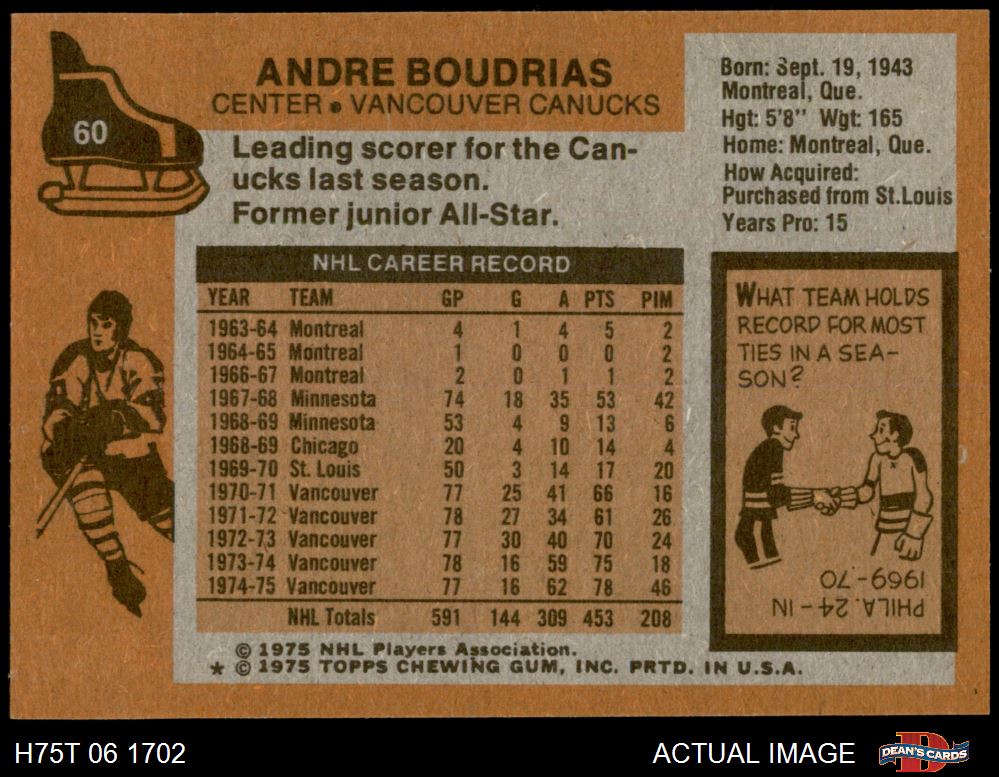 60
ANDRE BOUDRIAS
CENTER • VANCOUVER CANUCKS
Leading scorer for the Can-
ucks last season.
Former junior All-Star.
Born: Sept. 19, 1943
Montreal, Que.
Hgt: 5'8" Wgt: 165
Home: Montreal, Que.
How Acquired:
Purchased from St.Louis
Years Pro: 15
NHL CAREER RECORD
YEAR TEAM GP G A PTS PIM
1963-64 Montreal 4 1 4 5 2
1964-65 Montreal 1 0 0 0 2
1966-67 Montreal 2 0 1 1 2
1967-68 Minnesota 74 18 35 53 42
1968-69 Minnesota 53 4 9 13 6
1968-69 Chicago 20 4 10 14 4
1969-70 St. Louis 50 3 14 17 20
1970-71 Vancouver 77 25 41 66 16
1971-72 Vancouver 78 27 34 61 26
1972-73 Vancouver 77 30 40 70 24
1973-74 Vancouver 78 16 59 75 18
1974-75 Vancouver 77 16 62 78 46
NHL Totals 591 144 309 453 208
WHAT TEAM HOLDS
RECORD FOR MOST
TIES IN A SEA-
SON?
PHILA. 24-IN
1969-70
© 1975 NHL Players Association.
★ © 1975 TOPPS CHEWING GUM, INC. PRTD. IN U.S.A.
H75T 06 1702
ACTUAL IMAGE
DEAN'S CARDS